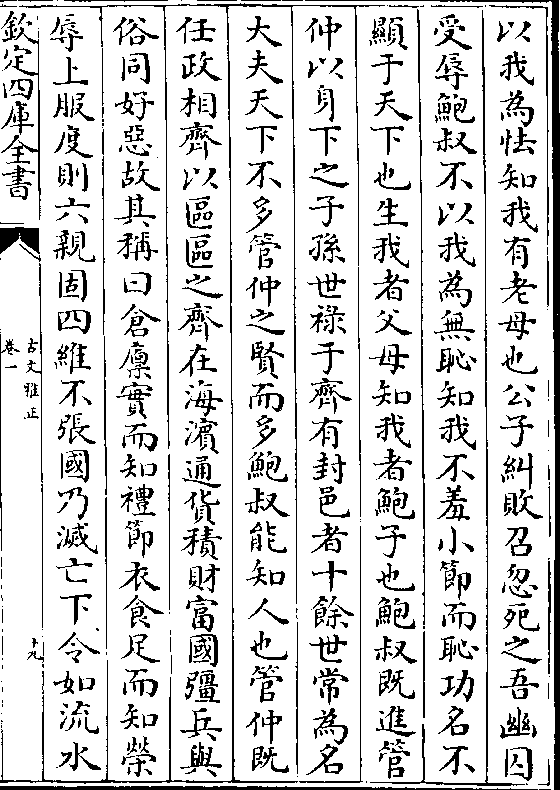 以我為怯知我有老母也公子糾敗召忽死之吾幽囚
受辱鮑叔不以我為無恥知我不羞小節而恥功名不
顯于天下也生我者父母知我者鮑子也鮑叔既進管
仲以身下之子孫世祿于齊有封邑者十餘世常為名
大夫天下不多管仲之賢而多鮑叔能知人也管仲既
任政相齊以區區之齊在海濱通貨積財富國彊兵與
俗同好惡故其稱曰倉廩實而知禮節衣食足而知榮
辱上服度則六親固四維不張國乃滅亡下令如流水
欽定四庫全書
古文雅正
卷一
十九